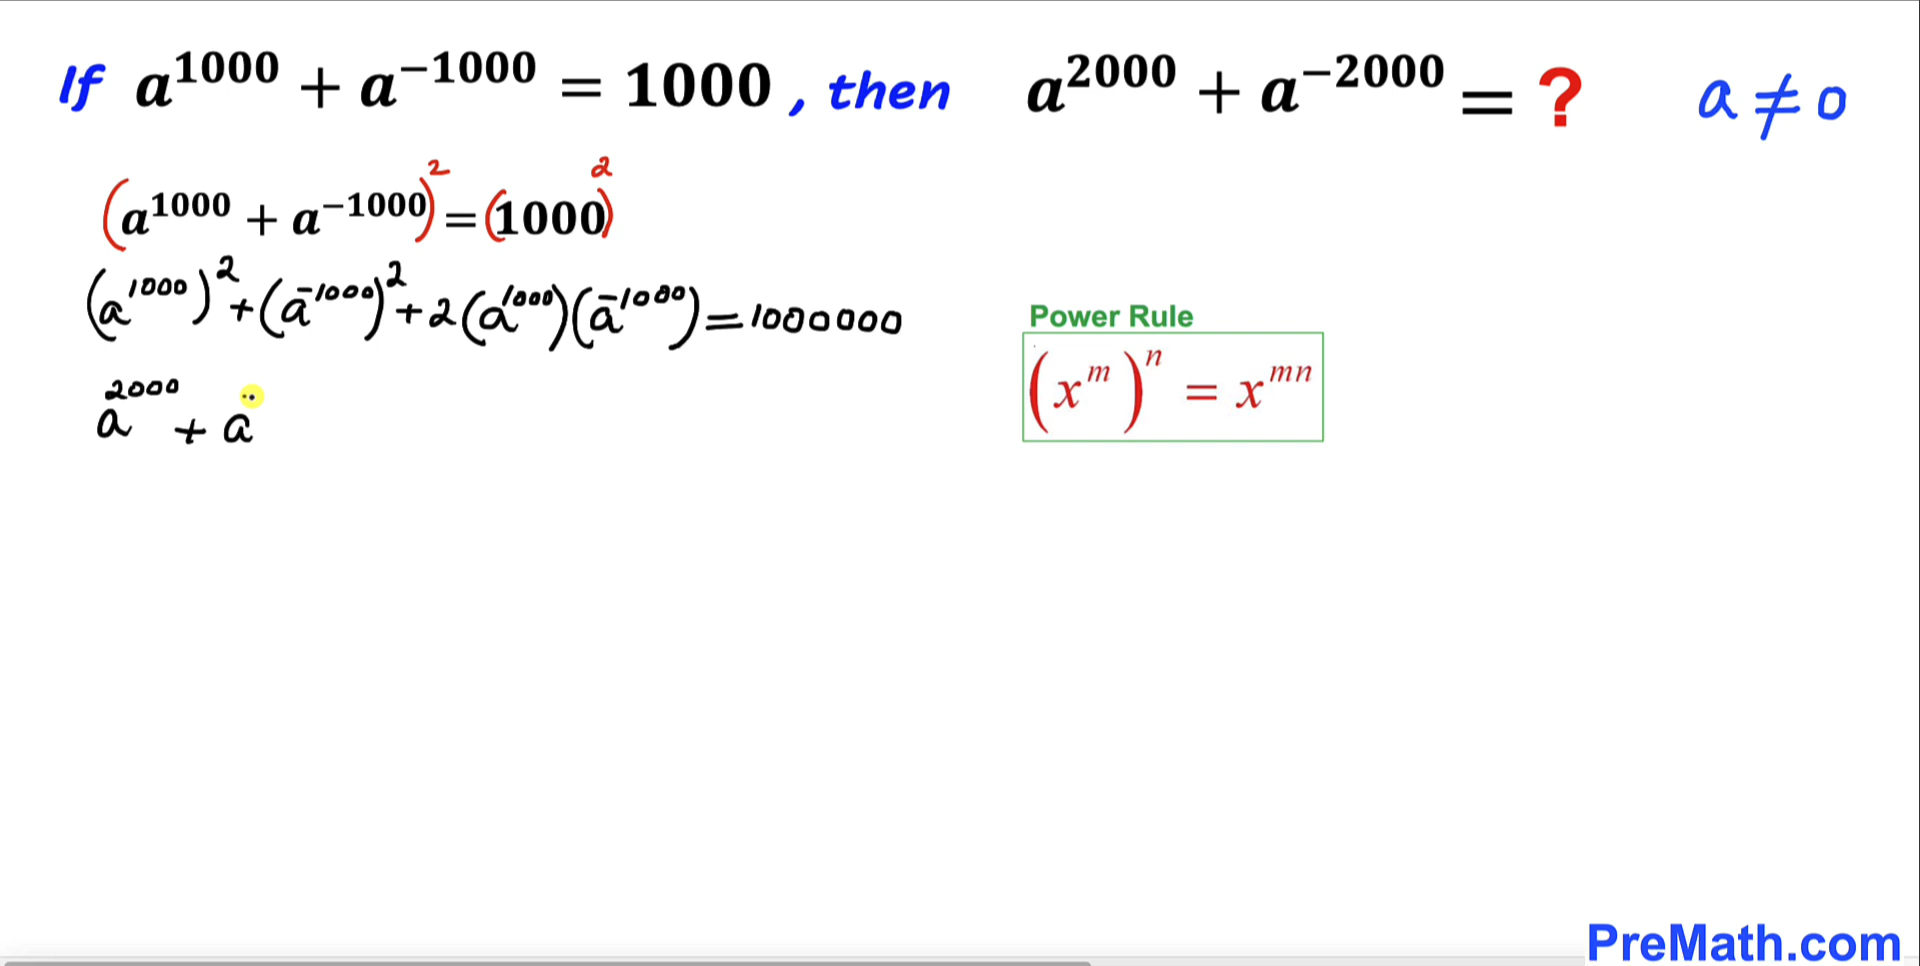 If a^1000 + a^−1000 = 1000 , then a^2000 + a^−2000 = ? a ≠ 0
(a^1000 + a^−1000)^2 = (1000)^2
(a^1000)^2 + (a^−1000)^2 + 2(a^1000)(a^−1000) = 1000000
Power Rule
(x^m)^n = x^mn
a^2000 + a
PreMath.com